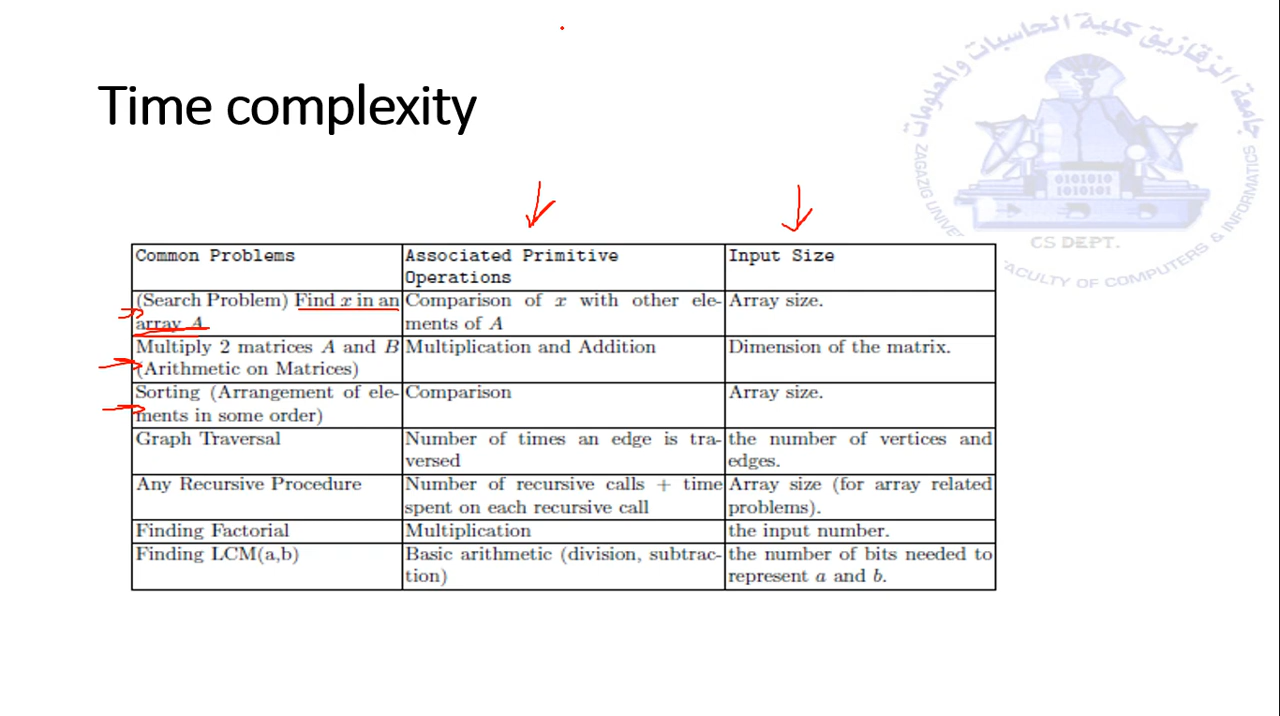 جامعة الزقازيق كلية الحاسبات والمعلومات
Time complexity
0101010
1010101
CS DEPT.
ZAGAZIG UNIVE
FACULTY OF COMPUTERS & INFORMATICS
Common Problems
Associated Primitive
Operations
Input Size
(Search Problem) Find x in an
array A.
Comparison of x with other ele-
ments of A
Array size.
Multiply 2 matrices A and B
(Arithmetic on Matrices)
Multiplication and Addition
Dimension of the matrix.
Sorting (Arrangement of ele-
ments in some order)
Comparison
Array size.
Graph Traversal
Number of times an edge is tra-
versed
the number of vertices and
edges.
Any Recursive Procedure
Number of recursive calls + time
spent on each recursive call
Array size (for array related
problems).
Finding Factorial
Multiplication
the input number.
Finding LCM(a,b)
Basic arithmetic (division, subtrac-
tion)
the number of bits needed to
represent a and b.